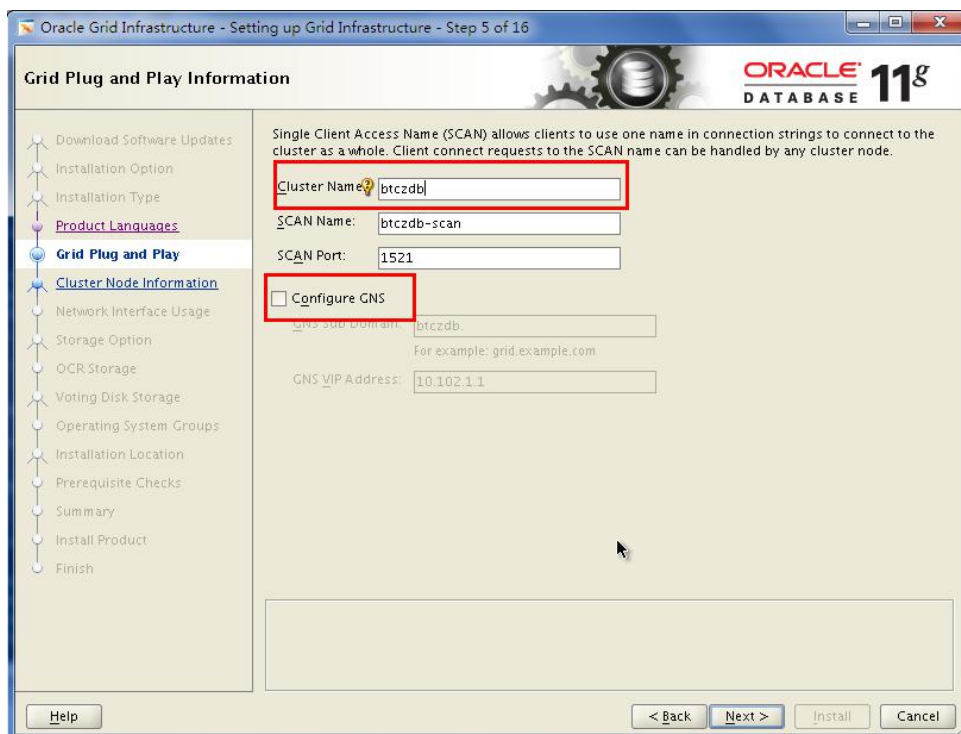 Oracle Grid Infrastructure - Setting up Grid Infrastructure - Step 5 of 16
Grid Plug and Play Information
ORACLE
DATABASE
11g
Download Software Updates
Installation Option
Installation Type
Product Languages
Grid Plug and Play
Cluster Node Information
Network Interface Usage
Storage Option
OCR Storage
Voting Disk Storage
Operating System Groups
Installation Location
Prerequisite Checks
Summary
Install Product
Finish
Single Client Access Name (SCAN) allows clients to use one name in connection strings to connect to the
cluster as a whole. Client connect requests to the SCAN name can be handled by any cluster node.
Cluster Name btczdb
SCAN Name: btczdb-scan
SCAN Port: 1521
Configure GNS
GNS Sub Domain: btczdb.
For example: grid.example.com
GNS VIP Address: 10.102.1.1
Help
< Back Next > Install Cancel